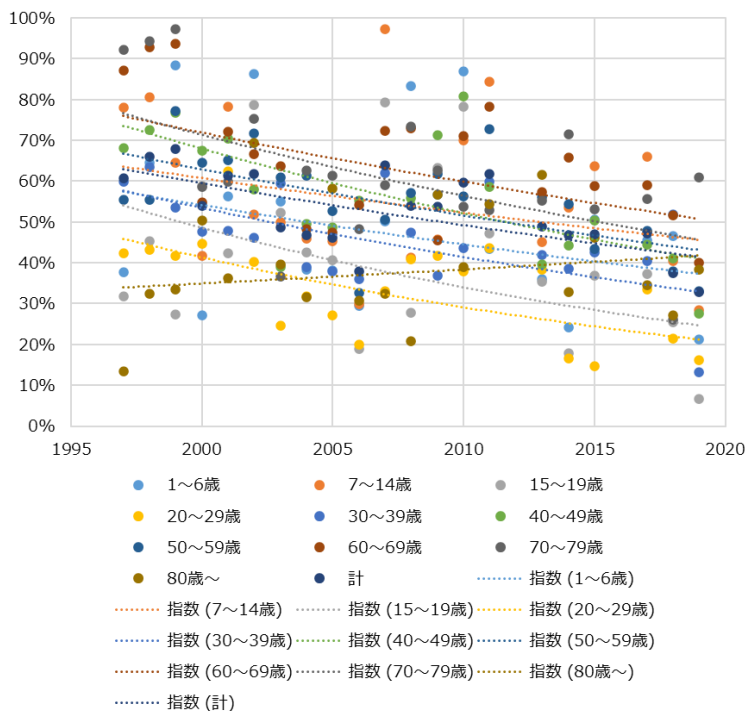 100%
90%
80%
70%
60%
50%
40%
30%
20%
10%
0%
1995 2000 2005 2010 2015 2020
1～6歳 7～14歳 15～19歳
20～29歳 30～39歳 40～49歳
50～59歳 60～69歳 70～79歳
80歳～ 計 指数 (1～6歳)
指数 (7～14歳) 指数 (15～19歳) 指数 (20～29歳)
指数 (30～39歳) 指数 (40～49歳) 指数 (50～59歳)
指数 (60～69歳) 指数 (70～79歳) 指数 (80歳～)
指数 (計)